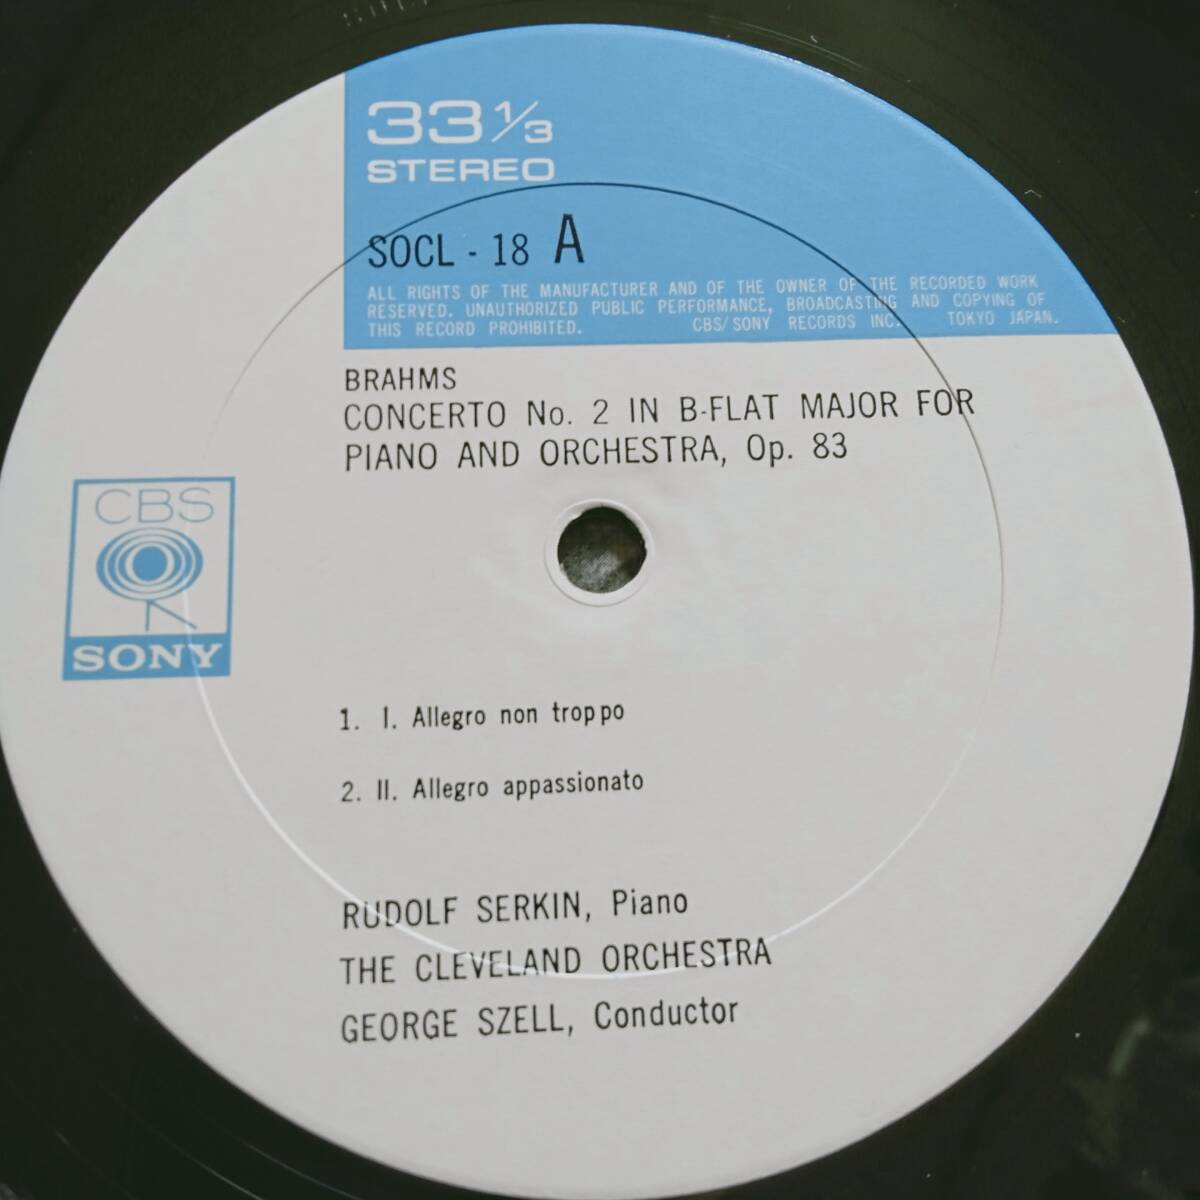 33 1/3
STEREO
SOCL - 18 A
ALL RIGHTS OF THE MANUFACTURER AND OF THE OWNER OF THE RECORDED WORK
RESERVED. UNAUTHORIZED PUBLIC PERFORMANCE, BROADCASTING AND COPYING OF
THIS RECORD PROHIBITED. CBS/SONY RECORDS INC. TOKYO JAPAN.
BRAHMS
CONCERTO No. 2 IN B-FLAT MAJOR FOR
PIANO AND ORCHESTRA, Op. 83
CBS
SONY
1. I. Allegro non troppo
2. II. Allegro appassionato
RUDOLF SERKIN, Piano
THE CLEVELAND ORCHESTRA
GEORGE SZELL, Conductor